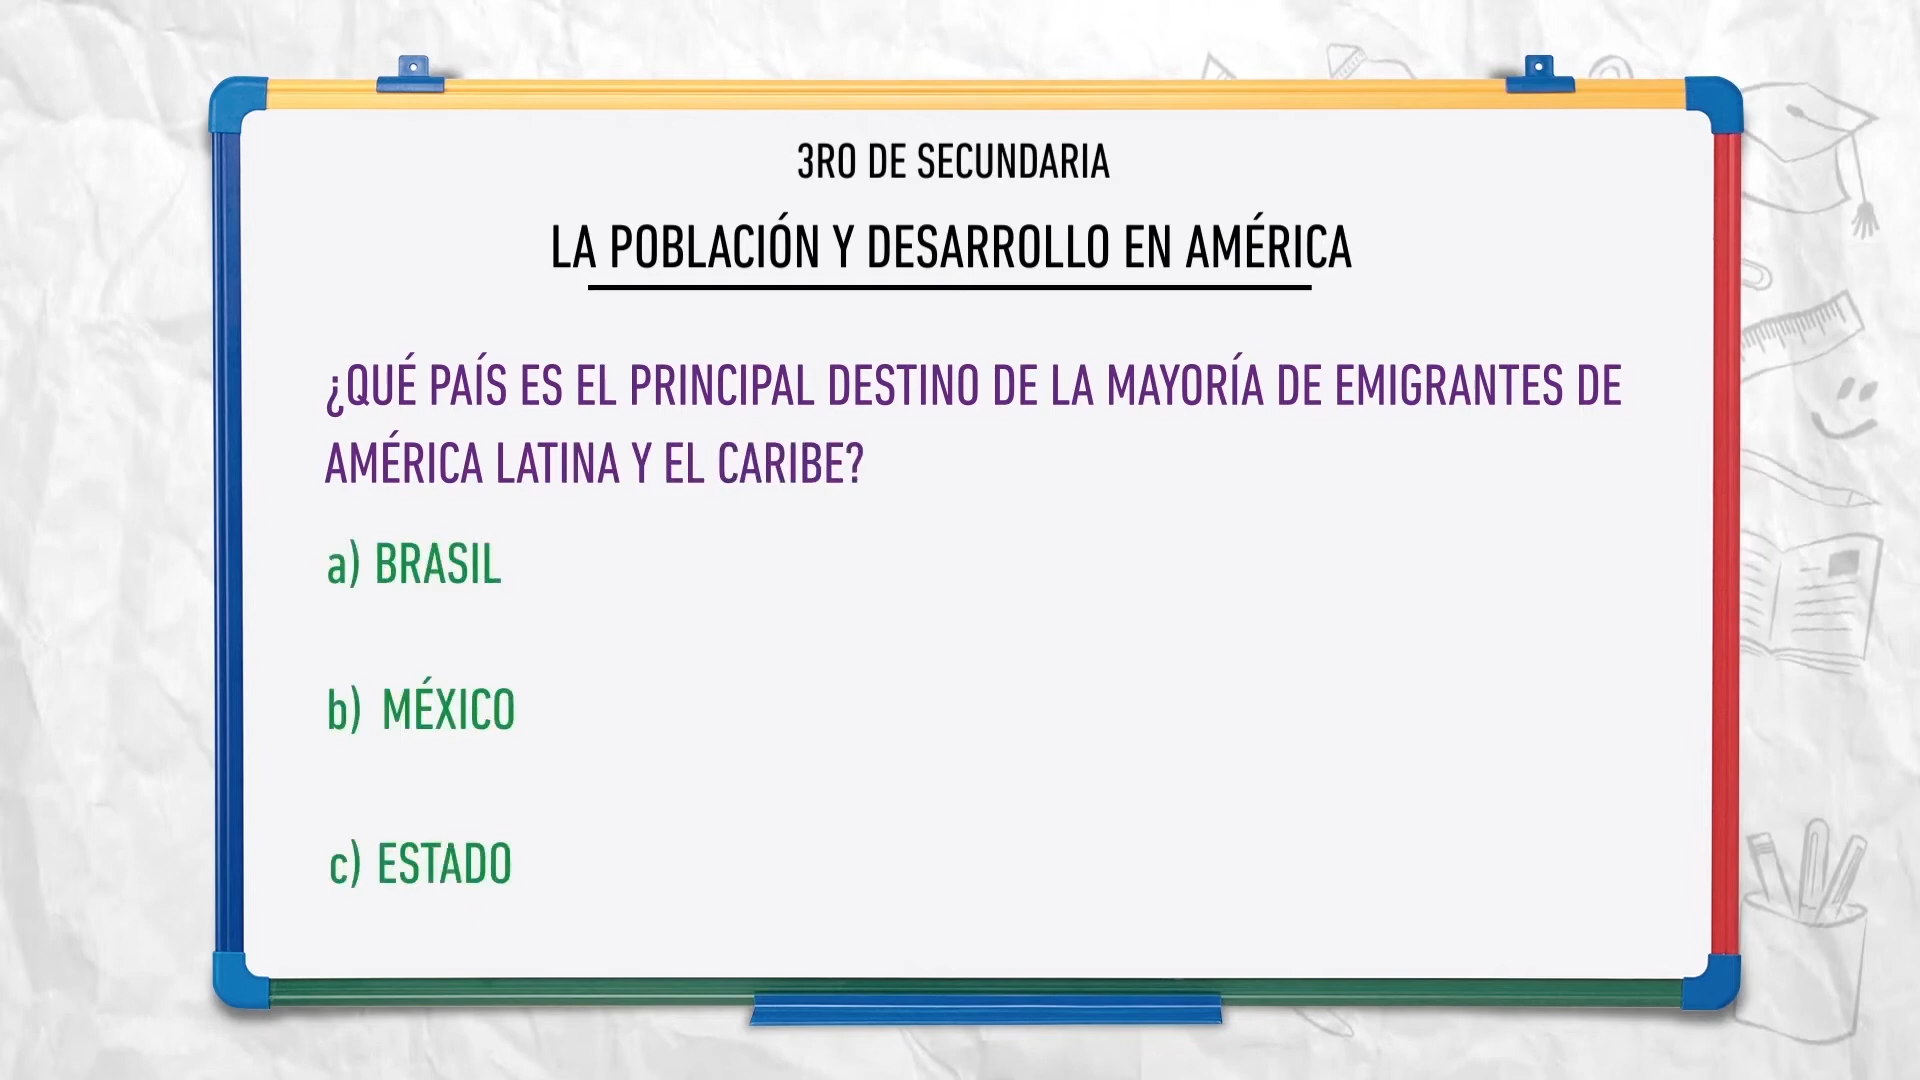 3RO DE SECUNDARIA
LA POBLACIÓN Y DESARROLLO EN AMÉRICA
¿QUÉ PAÍS ES EL PRINCIPAL DESTINO DE LA MAYORÍA DE EMIGRANTES DE
AMÉRICA LATINA Y EL CARIBE?
a) BRASIL
b) MÉXICO
c) ESTADO